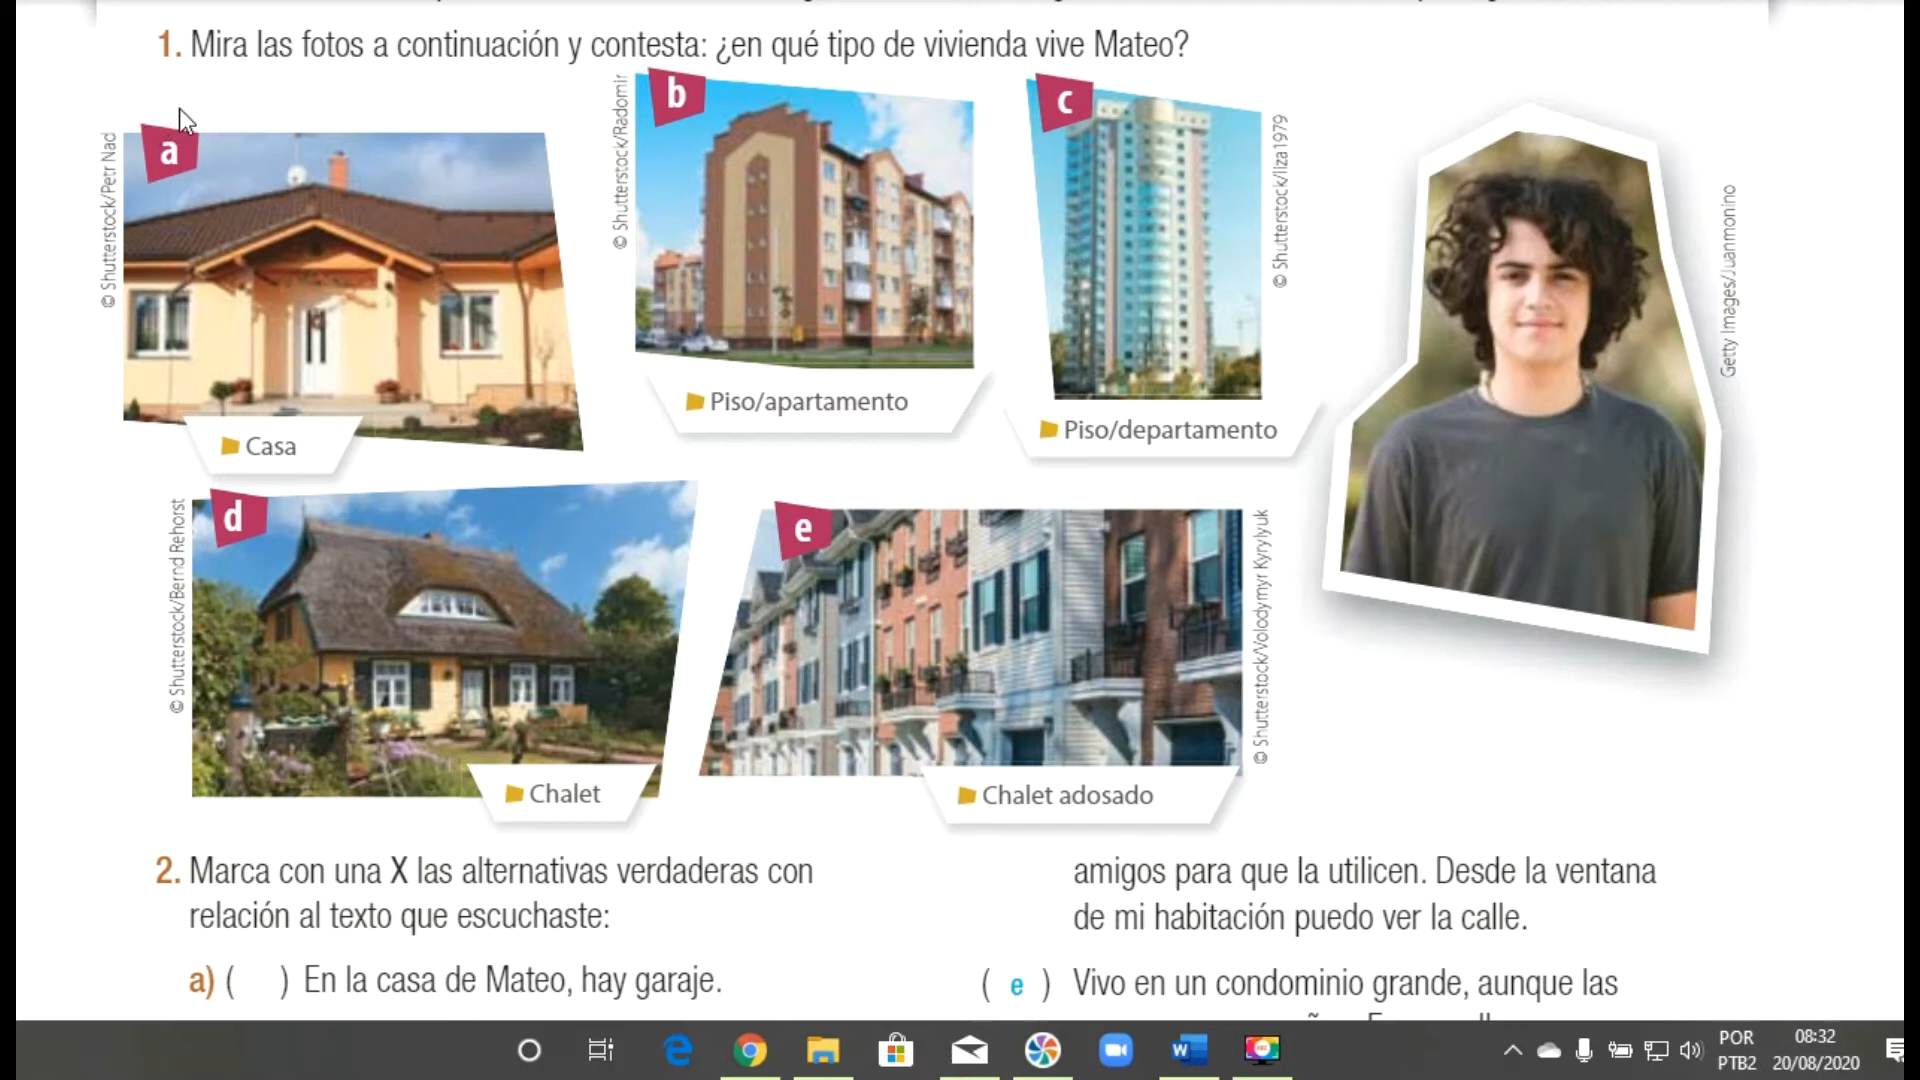 1. Mira las fotos a continuación y contesta: ¿en qué tipo de vivienda vive Mateo?
a
© Shutterstock/Petr Nad
Casa
b
© Shutterstock/Radomir
Piso/apartamento
c
© Shutterstock/liza1979
Piso/departamento
Getty Images/Juanmonino
d
© Shutterstock/Bernd Rehorst
Chalet
e
© Shutterstock/Volodymyr Kyrylyuk
Chalet adosado
2. Marca con una X las alternativas verdaderas con
relación al texto que escuchaste:
a) ( ) En la casa de Mateo, hay garaje.
amigos para que la utilicen. Desde la ventana
de mi habitación puedo ver la calle.
( e ) Vivo en un condominio grande, aunque las
POR
PTB2
08:32
20/08/2020